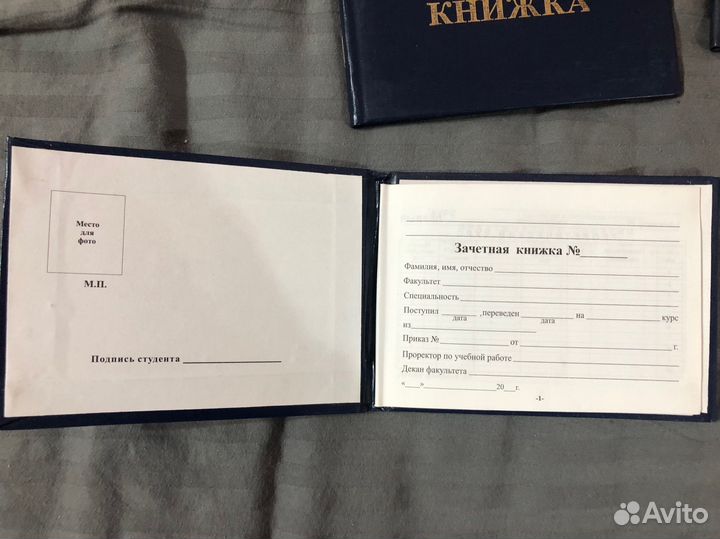 КНИЖКА
Место
для
фото
М.П.
Подпись студента
Зачетная книжка №
Фамилия, имя, отчество
Факультет
Специальность
Поступил ,переведен на курс
дата дата
из
Приказ № от г.
Проректор по учебной работе
Декан факультета
« » 20 г.
-1-
Avito